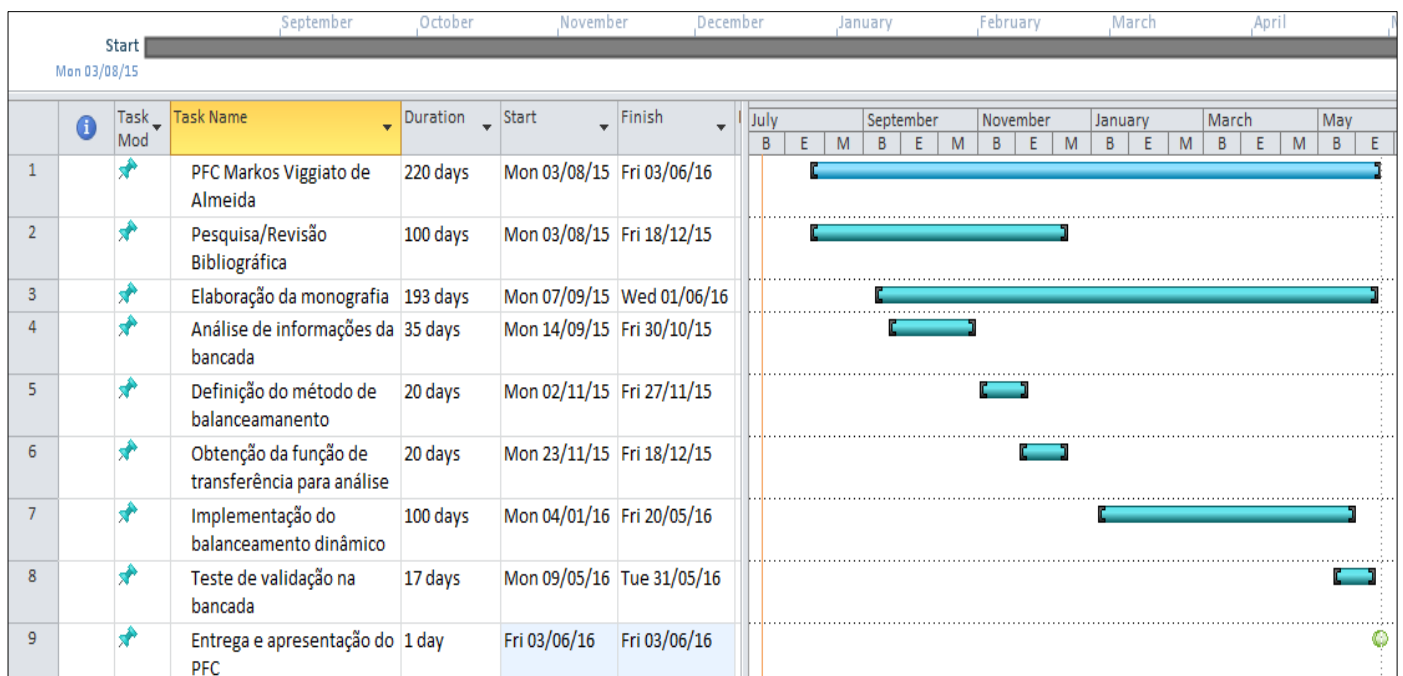 September October November December January February March April
Start
Mon 03/08/15
Task Mod Task Name Duration Start Finish
July September November January March May
B E M B E M B E M B E M B E M B E
1 PFC Markos Viggiato de Almeida 220 days Mon 03/08/15 Fri 03/06/16
2 Pesquisa/Revisão Bibliográfica 100 days Mon 03/08/15 Fri 18/12/15
3 Elaboração da monografia 193 days Mon 07/09/15 Wed 01/06/16
4 Análise de informações da bancada 35 days Mon 14/09/15 Fri 30/10/15
5 Definição do método de balanceamanento 20 days Mon 02/11/15 Fri 27/11/15
6 Obtenção da função de transferência para análise 20 days Mon 23/11/15 Fri 18/12/15
7 Implementação do balanceamento dinâmico 100 days Mon 04/01/16 Fri 20/05/16
8 Teste de validação na bancada 17 days Mon 09/05/16 Tue 31/05/16
9 Entrega e apresentação do PFC 1 day Fri 03/06/16 Fri 03/06/16